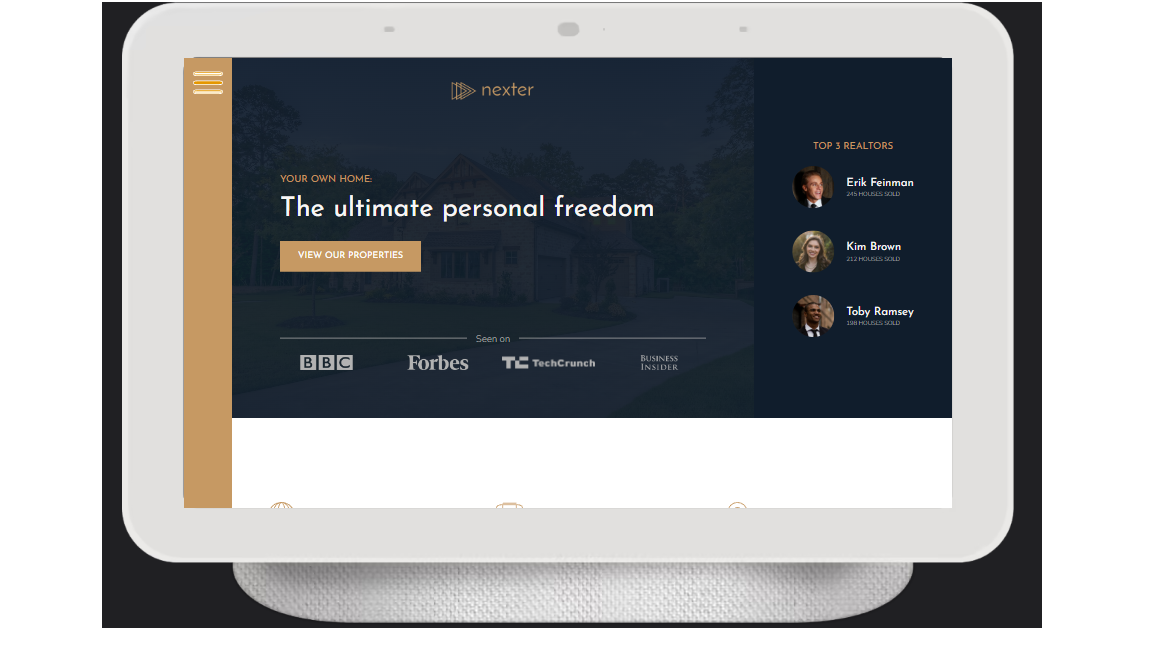 nexter
YOUR OWN HOME:
The ultimate personal freedom
VIEW OUR PROPERTIES
Seen on
BBC
Forbes
TC TechCrunch
BUSINESS
INSIDER
TOP 3 REALTORS
Erik Feinman
245 HOUSES SOLD
Kim Brown
212 HOUSES SOLD
Toby Ramsey
198 HOUSES SOLD